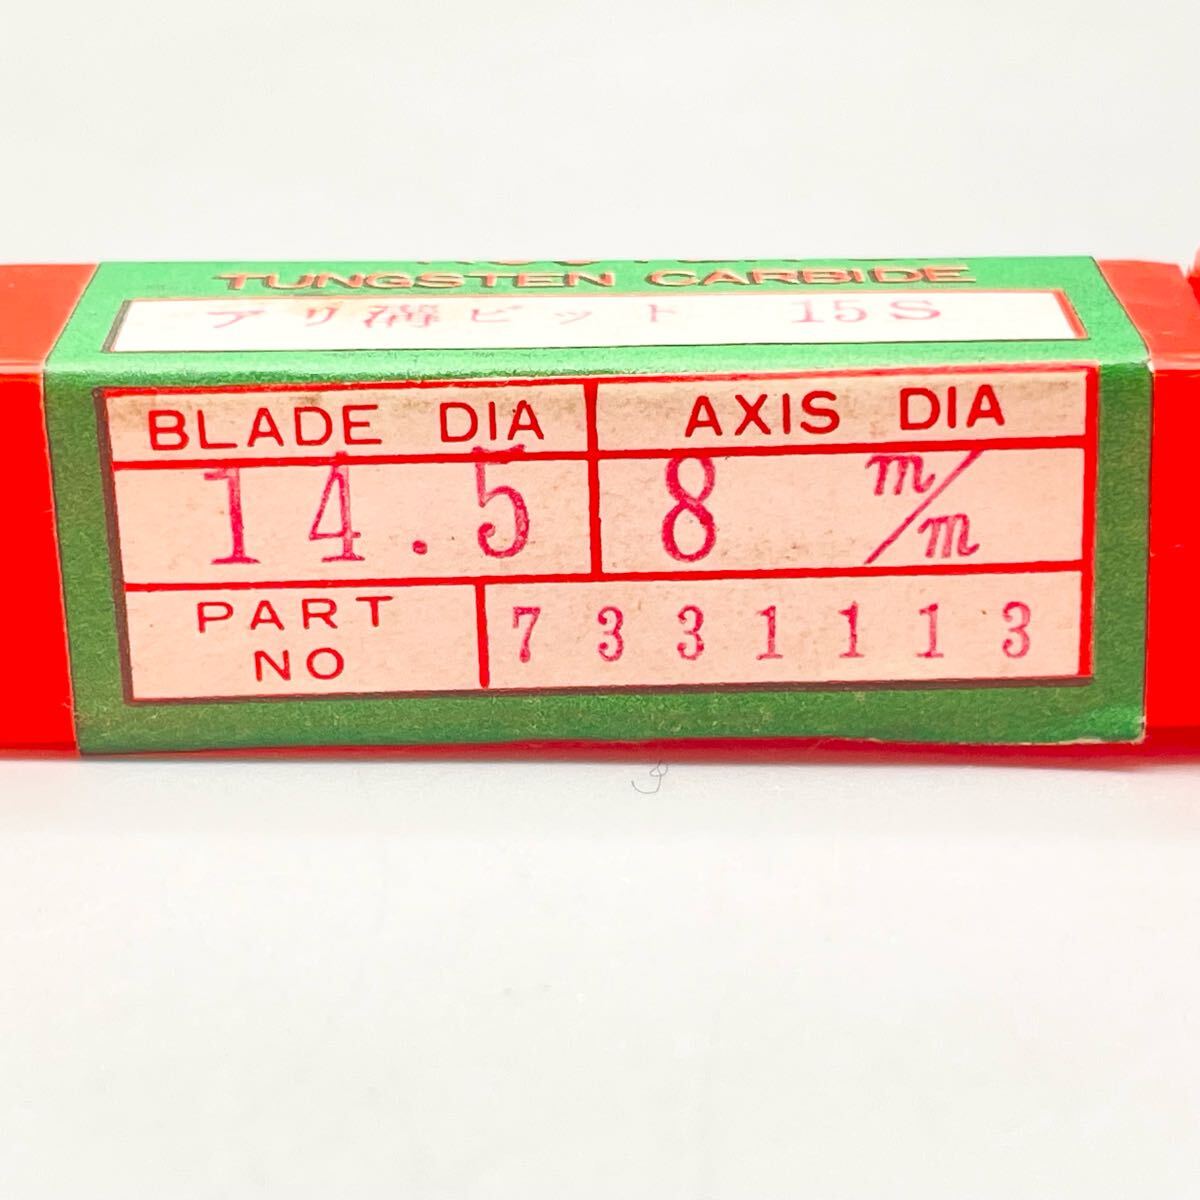 TUNGSTEN CARBIDE
アリ溝ビット 15S
BLADE DIA AXIS DIA
14.5 8 m/m
PART NO 7331113